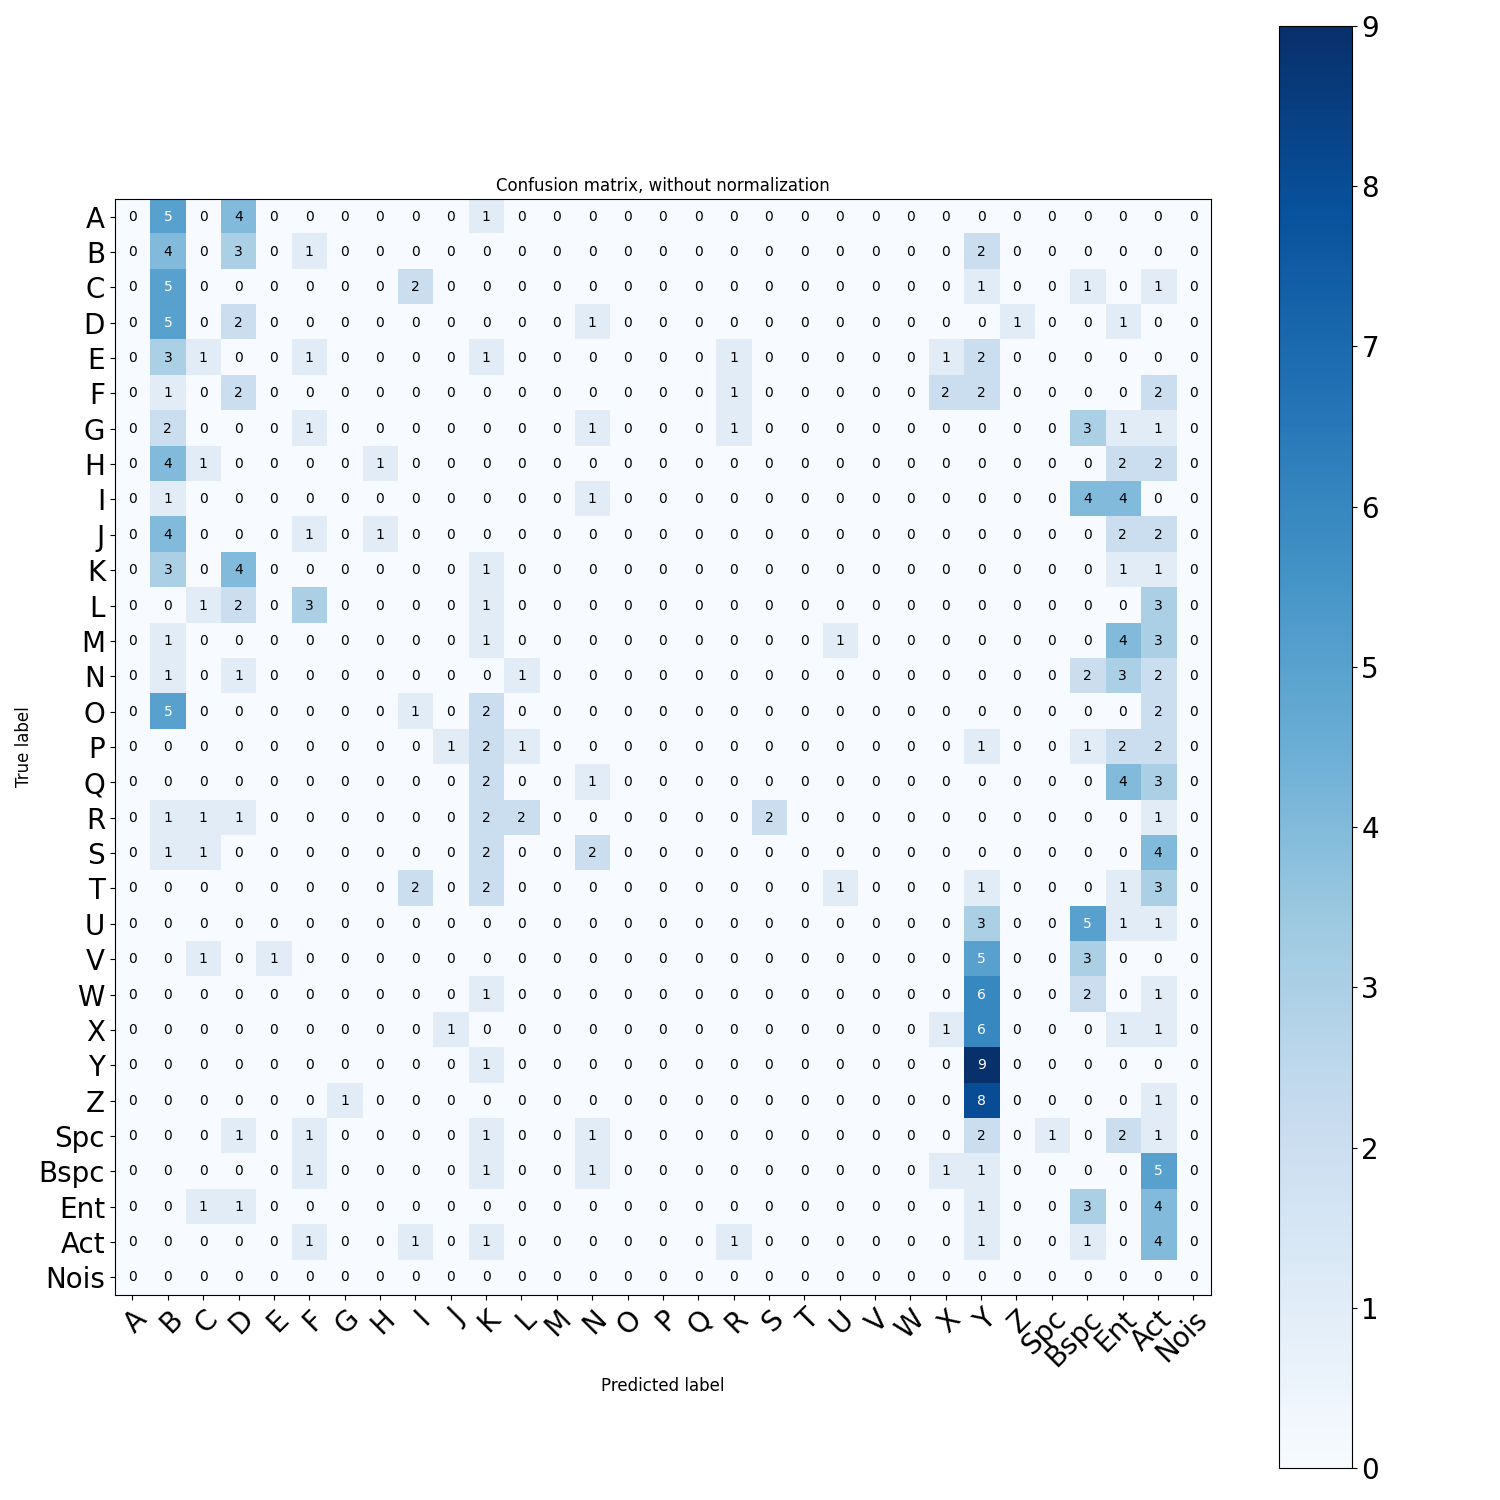 Confusion matrix, without normalization
A 0 5 0 4 0 0 0 0 0 0 1 0 0 0 0 0 0 0 0 0 0 0 0 0 0 0 0 0 0 0 0
B 0 4 0 3 0 1 0 0 0 0 0 0 0 0 0 0 0 0 0 0 0 0 0 0 2 0 0 0 0 0 0
C 0 5 0 0 0 0 0 0 2 0 0 0 0 0 0 0 0 0 0 0 0 0 0 0 1 0 0 1 0 1 0
D 0 5 0 2 0 0 0 0 0 0 0 0 0 1 0 0 0 0 0 0 0 0 0 0 0 1 0 0 1 0 0
E 0 3 1 0 0 1 0 0 0 0 1 0 0 0 0 0 0 1 0 0 0 0 0 1 2 0 0 0 0 0 0
F 0 1 0 2 0 0 0 0 0 0 0 0 0 0 0 0 0 1 0 0 0 0 0 2 2 0 0 0 0 2 0
G 0 2 0 0 0 1 0 0 0 0 0 0 0 1 0 0 0 1 0 0 0 0 0 0 0 0 0 3 1 1 0
H 0 4 1 0 0 0 0 1 0 0 0 0 0 0 0 0 0 0 0 0 0 0 0 0 0 0 0 0 2 2 0
I 0 1 0 0 0 0 0 0 0 0 0 0 0 1 0 0 0 0 0 0 0 0 0 0 0 0 0 4 4 0 0
J 0 4 0 0 0 1 0 1 0 0 0 0 0 0 0 0 0 0 0 0 0 0 0 0 0 0 0 0 2 2 0
K 0 3 0 4 0 0 0 0 0 0 1 0 0 0 0 0 0 0 0 0 0 0 0 0 0 0 0 0 1 1 0
L 0 0 1 2 0 3 0 0 0 0 1 0 0 0 0 0 0 0 0 0 0 0 0 0 0 0 0 0 0 3 0
M 0 1 0 0 0 0 0 0 0 0 1 0 0 0 0 0 0 0 0 0 1 0 0 0 0 0 0 0 4 3 0
N 0 1 0 1 0 0 0 0 0 0 0 1 0 0 0 0 0 0 0 0 0 0 0 0 0 0 0 2 3 2 0
O 0 5 0 0 0 0 0 0 1 0 2 0 0 0 0 0 0 0 0 0 0 0 0 0 0 0 0 0 0 2 0
P 0 0 0 0 0 0 0 0 0 1 2 1 0 0 0 0 0 0 0 0 0 0 0 0 1 0 0 1 2 2 0
Q 0 0 0 0 0 0 0 0 0 0 2 0 0 1 0 0 0 0 0 0 0 0 0 0 0 0 0 0 4 3 0
R 0 1 1 1 0 0 0 0 0 0 2 2 0 0 0 0 0 0 2 0 0 0 0 0 0 0 0 0 0 1 0
S 0 1 1 0 0 0 0 0 0 0 2 0 0 2 0 0 0 0 0 0 0 0 0 0 0 0 0 0 0 4 0
T 0 0 0 0 0 0 0 0 2 0 2 0 0 0 0 0 0 0 0 0 1 0 0 0 1 0 0 0 1 3 0
U 0 0 0 0 0 0 0 0 0 0 0 0 0 0 0 0 0 0 0 0 0 0 0 0 3 0 0 5 1 1 0
V 0 0 1 0 1 0 0 0 0 0 0 0 0 0 0 0 0 0 0 0 0 0 0 0 5 0 0 3 0 0 0
W 0 0 0 0 0 0 0 0 0 0 1 0 0 0 0 0 0 0 0 0 0 0 0 0 6 0 0 2 0 1 0
X 0 0 0 0 0 0 0 0 0 1 0 0 0 0 0 0 0 0 0 0 0 0 0 1 6 0 0 0 1 1 0
Y 0 0 0 0 0 0 0 0 0 0 1 0 0 0 0 0 0 0 0 0 0 0 0 0 9 0 0 0 0 0 0
Z 0 0 0 0 0 0 1 0 0 0 0 0 0 0 0 0 0 0 0 0 0 0 0 0 8 0 0 0 0 1 0
Spc 0 0 0 1 0 1 0 0 0 0 1 0 0 1 0 0 0 0 0 0 0 0 0 0 2 0 1 0 2 1 0
Bspc 0 0 0 0 0 1 0 0 0 0 1 0 0 1 0 0 0 0 0 0 0 0 0 1 1 0 0 0 0 5 0
Ent 0 0 1 1 0 0 0 0 0 0 0 0 0 0 0 0 0 0 0 0 0 0 0 0 1 0 0 3 0 4 0
Act 0 0 0 0 0 1 0 0 1 0 1 0 0 0 0 0 0 1 0 0 0 0 0 0 1 0 0 1 0 4 0
Nois 0 0 0 0 0 0 0 0 0 0 0 0 0 0 0 0 0 0 0 0 0 0 0 0 0 0 0 0 0 0 0
A B C D E F G H I J K L M N O P Q R S T U V W X Y Z Spc Bspc Ent Act Nois
Predicted label
True label
9
8
7
6
5
4
3
2
1
0